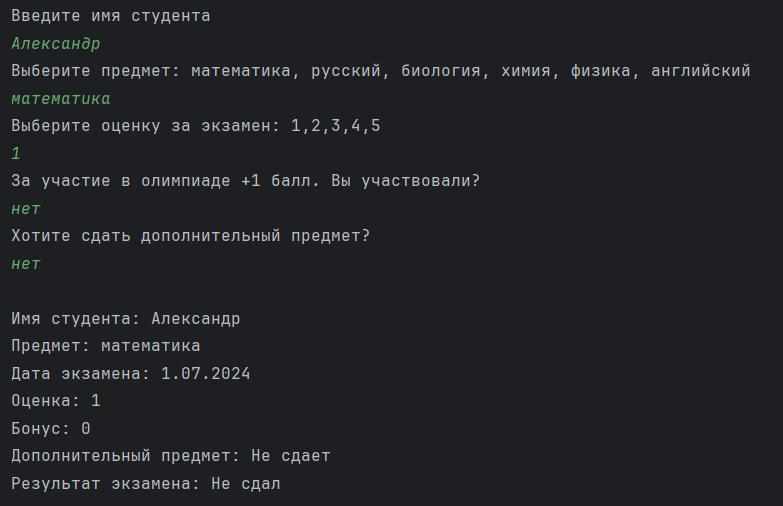 Введите имя студента
Александр
Выберите предмет: математика, русский, биология, химия, физика, английский
математика
Выберите оценку за экзамен: 1,2,3,4,5
1
За участие в олимпиаде +1 балл. Вы участвовали?
нет
Хотите сдать дополнительный предмет?
нет
Имя студента: Александр
Предмет: математика
Дата экзамена: 1.07.2024
Оценка: 1
Бонус: 0
Дополнительный предмет: Не сдает
Результат экзамена: Не сдал